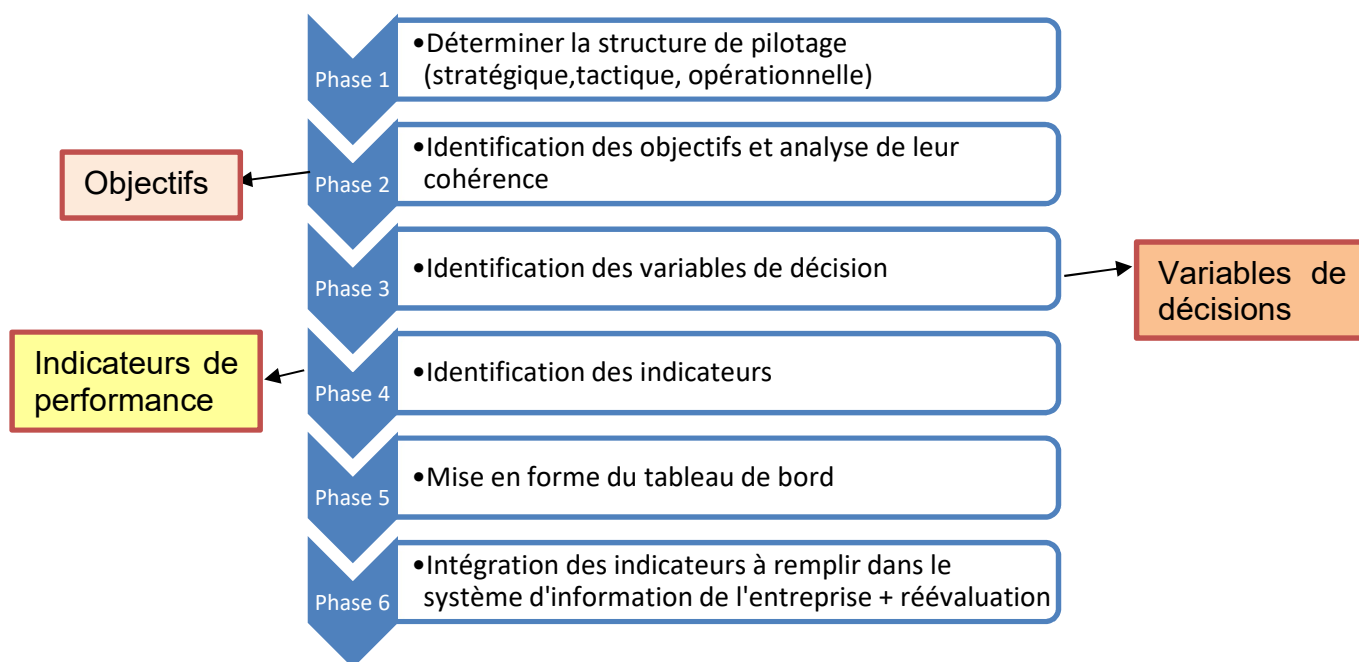 Phase 1
•Déterminer la structure de pilotage
(stratégique,tactique, opérationnelle)
Objectifs
Phase 2
•Identification des objectifs et analyse de leur
cohérence
Phase 3
•Identification des variables de décision
Variables de
décisions
Indicateurs de
performance
Phase 4
•Identification des indicateurs
Phase 5
•Mise en forme du tableau de bord
Phase 6
•Intégration des indicateurs à remplir dans le
système d'information de l'entreprise + réévaluation